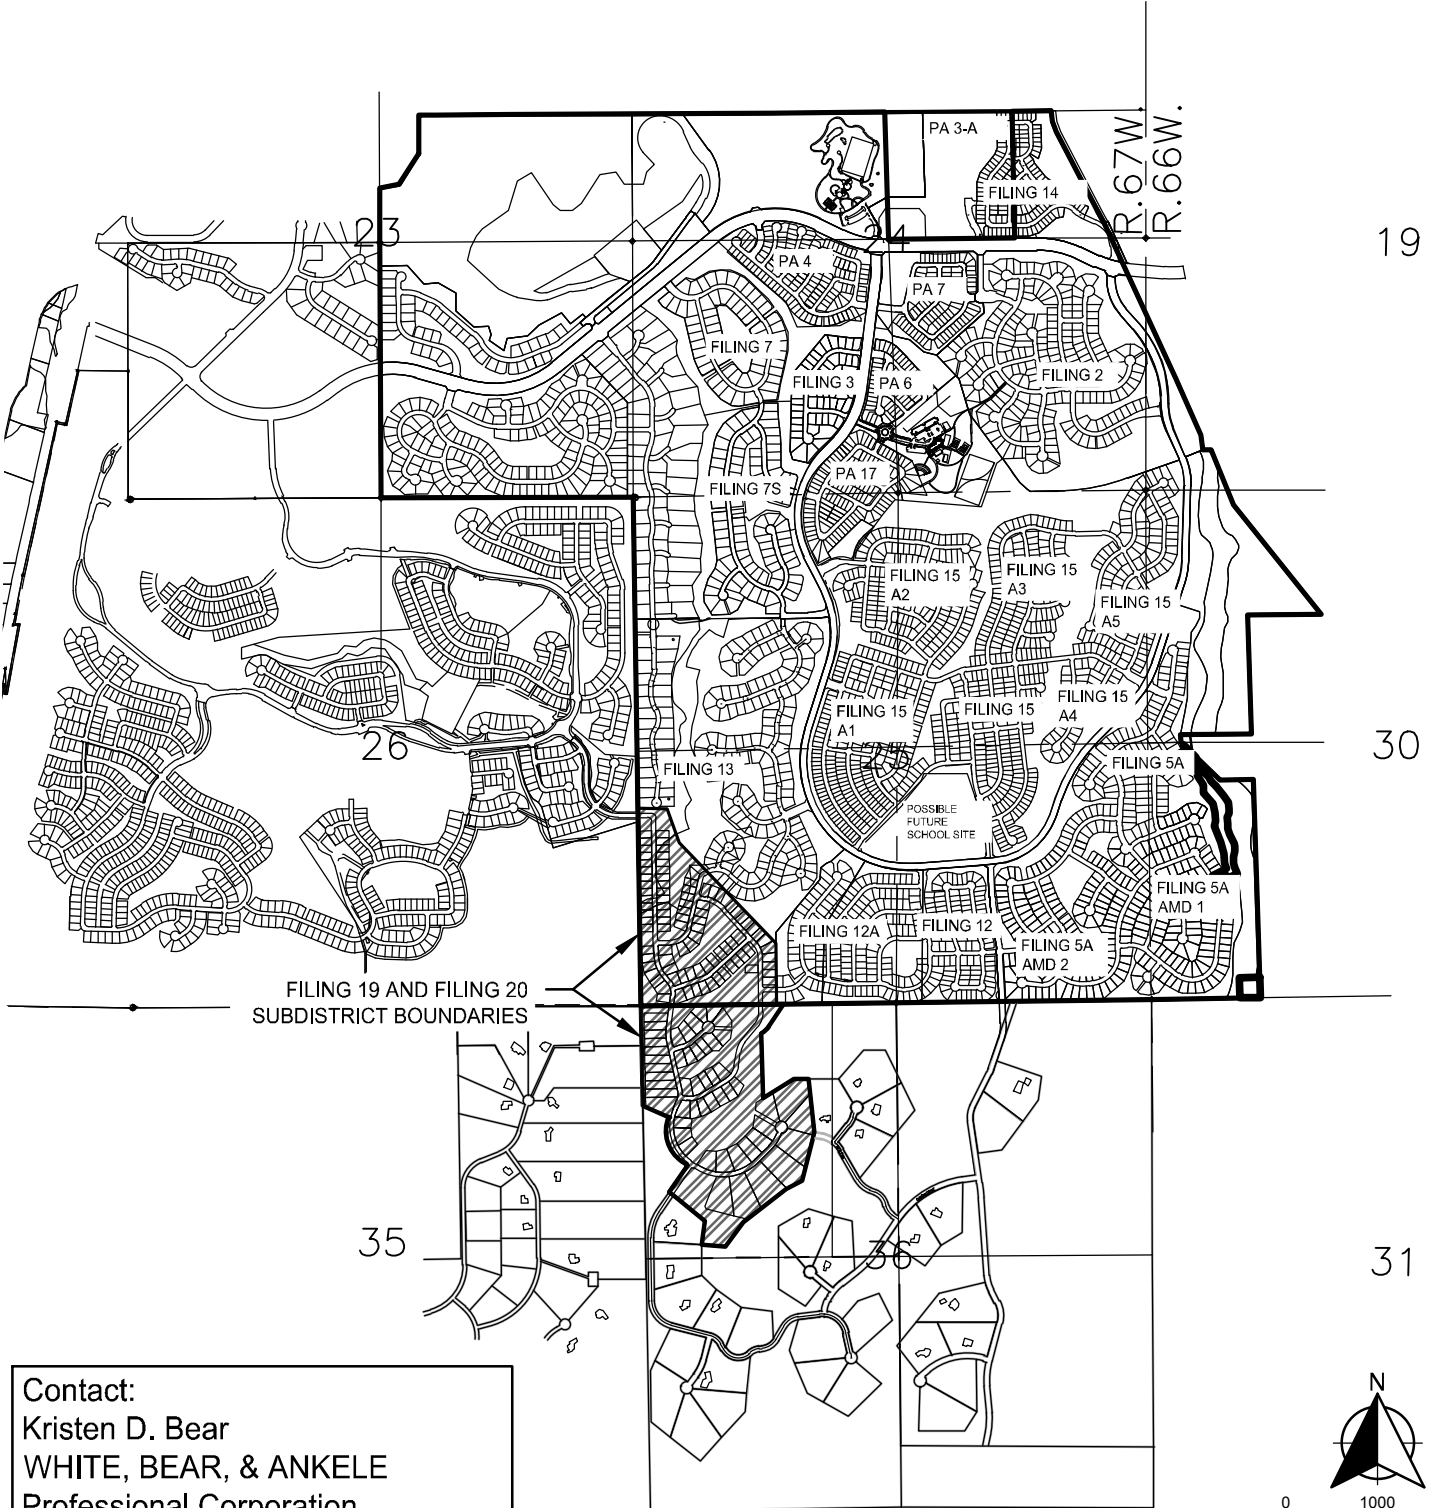 PA 3-A
R.67W.
R.66W.
FILING 14
23
24
19
PA 4
PA 7
FILING 7
FILING 3
PA 6
FILING 2
PA 17
FILING 7S
FILING 15
A2
FILING 15
A3
FILING 15
A5
FILING 15
A1
FILING 15
FILING 15
A4
26
30
FILING 13
FILING 5A
POSSIBLE
FUTURE
SCHOOL SITE
FILING 5A
AMD 1
FILING 12A
FILING 12
FILING 5A
AMD 2
FILING 19 AND FILING 20
SUBDISTRICT BOUNDARIES
35
36
31
Contact:
Kristen D. Bear
WHITE, BEAR, & ANKELE
Professional Corporation
N
0
1000